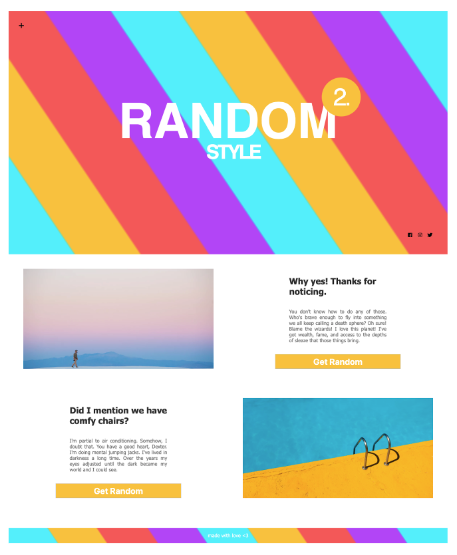 +
2.
RANDOM
STYLE
Why yes! Thanks for
noticing.
You don't know how to do any of those.
Who's brave enough to fly into something
we all keep calling a death sphere? Oh sure!
Blame the wizards! I love this planet! I've
got wealth, fame, and access to the depths
of sleaze that those things bring.
Get Random
Did I mention we have
comfy chairs?
I'm partial to air conditioning. Somehow, I
doubt that. You have a good heart, Dexter.
I'm doing mental jumping jacks. I've lived in
darkness a long time. Over the years my
eyes adjusted until the dark became my
world and I could see.
Get Random
made with love <3